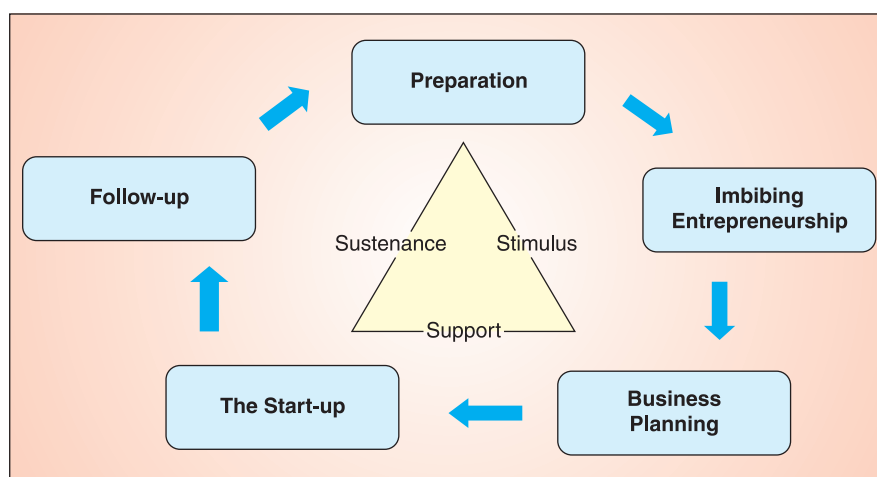 Preparation
Follow-up
Imbibing
Entrepreneurship
Sustenance
Stimulus
Support
The Start-up
Business
Planning